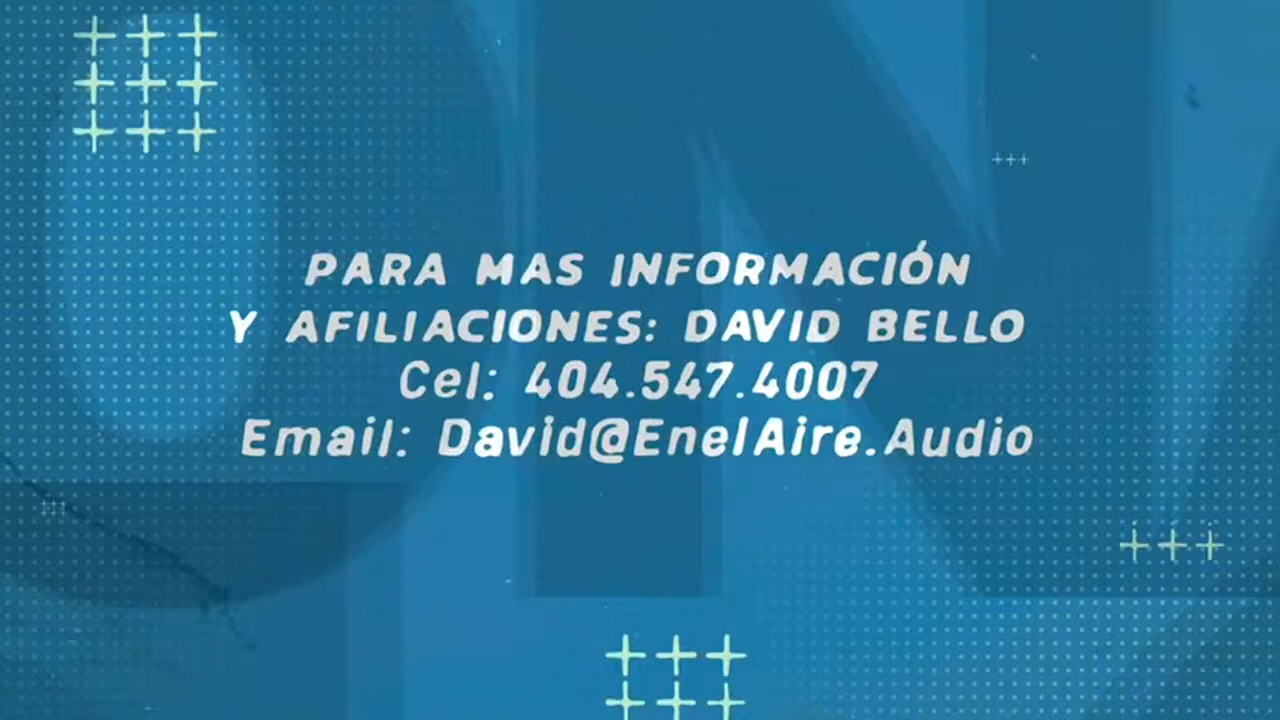 PARA MAS INFORMACIÓN
Y AFILIACIONES: DAVID BELLO
Cel: 404.547.4007
Email: David@EnelAire.Audio